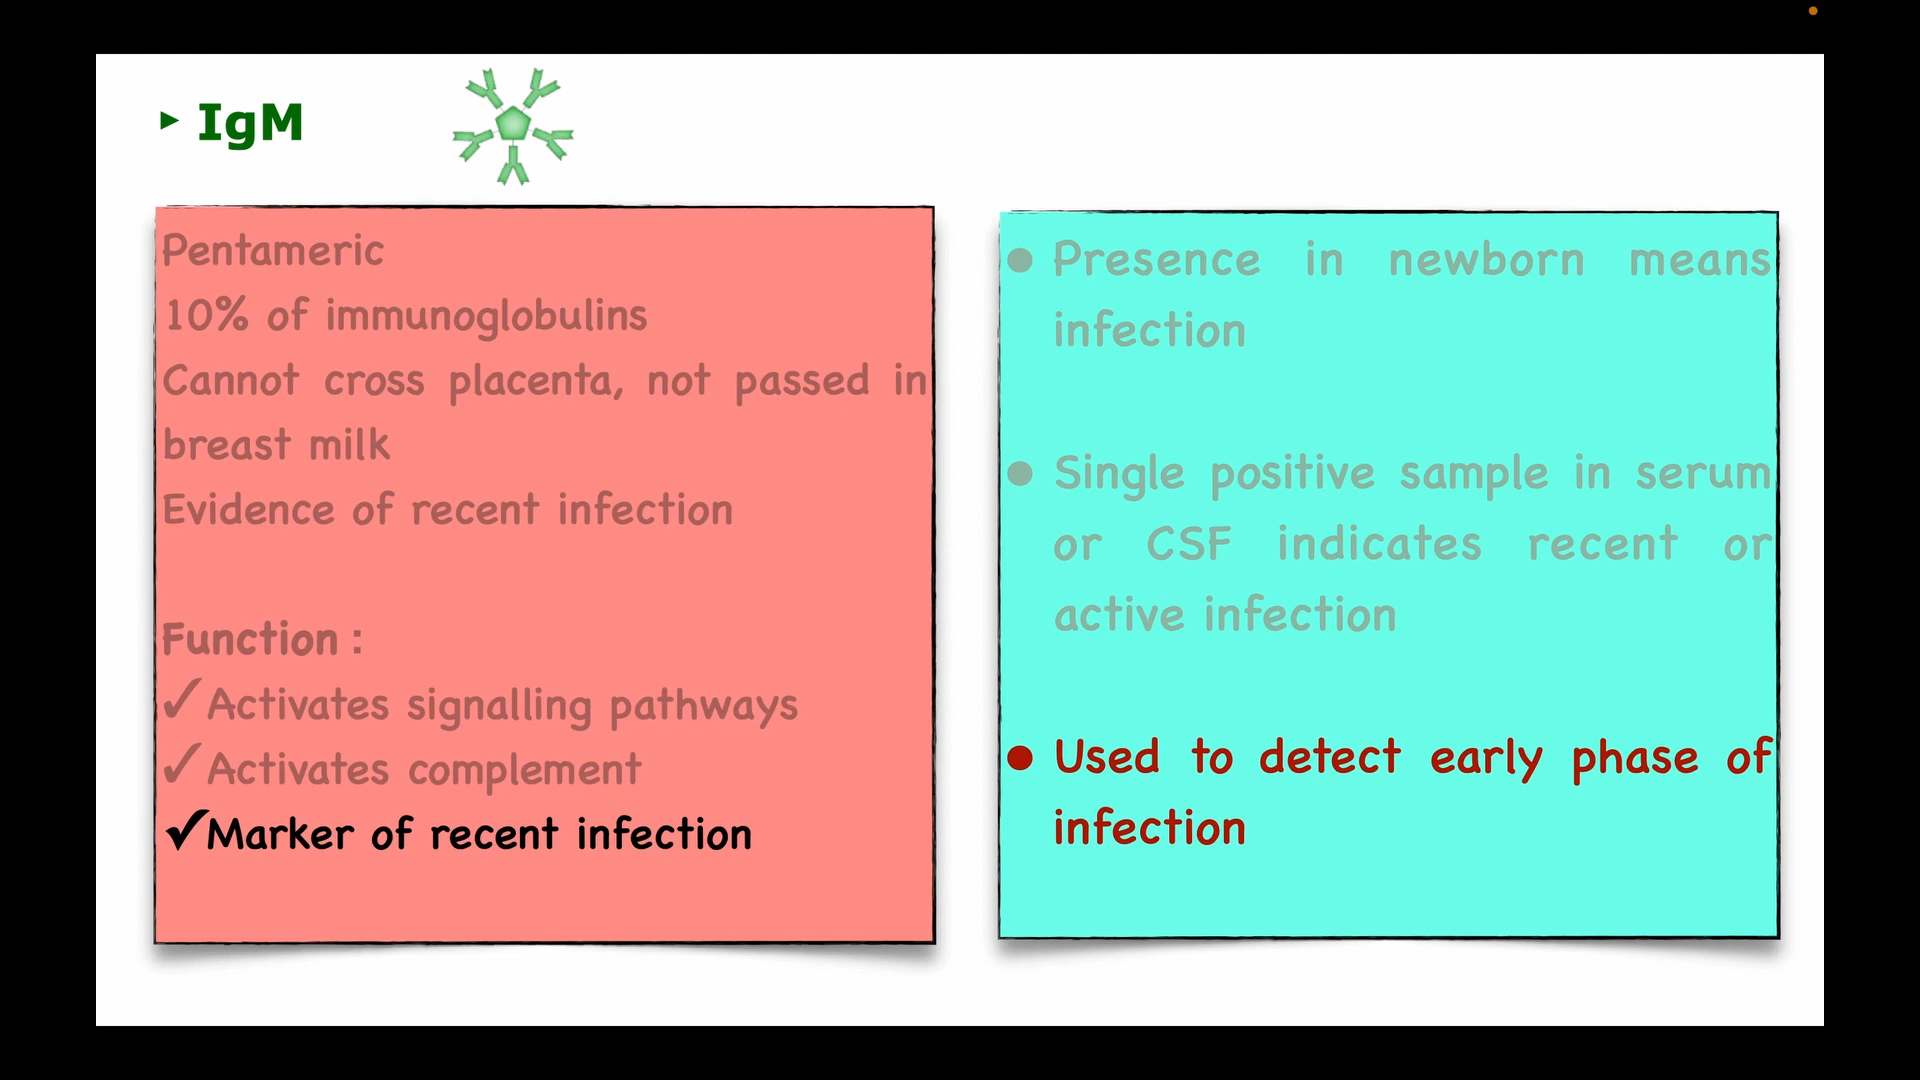 ▸ IgM
Pentameric
10% of immunoglobulins
Cannot cross placenta, not passed in
breast milk
Evidence of recent infection
Function :
✓Activates signalling pathways
✓Activates complement
✓Marker of recent infection
● Presence in newborn means
infection
● Single positive sample in serum
or CSF indicates recent or
active infection
● Used to detect early phase of
infection